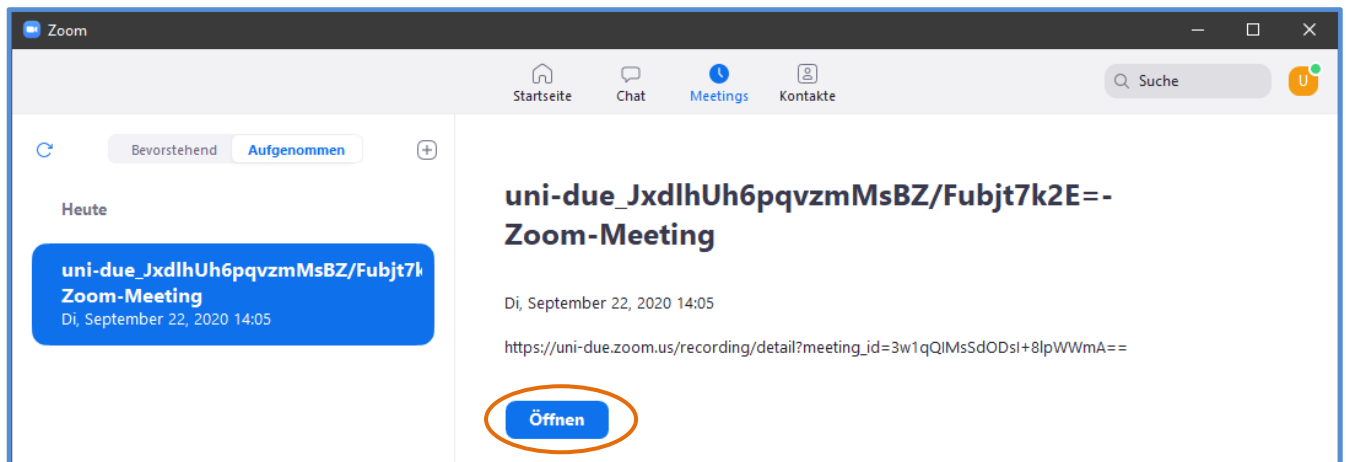 Zoom
Startseite Chat Meetings Kontakte
Suche
U
Bevorstehend Aufgenommen
Heute
uni-due_JxdlhUh6pqvzmMsBZ/Fubjt7k
Zoom-Meeting
Di, September 22, 2020 14:05
uni-due_JxdlhUh6pqvzmMsBZ/Fubjt7k2E=-
Zoom-Meeting
Di, September 22, 2020 14:05
https://uni-due.zoom.us/recording/detail?meeting_id=3w1qQIMsSdODsI+8lpWWmA==
Öffnen